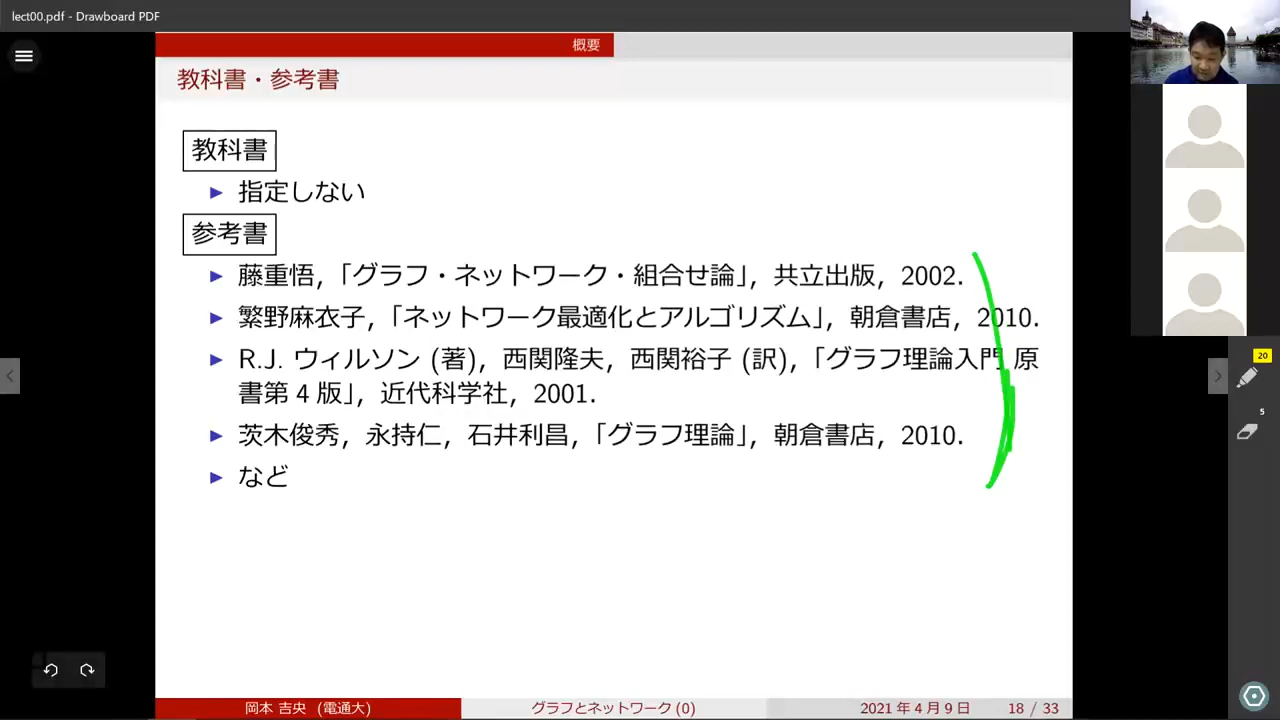 lect00.pdf - Drawboard PDF
概要
教科書・参考書
教科書
▶ 指定しない
参考書
▶ 藤重悟，「グラフ・ネットワーク・組合せ論」，共立出版，2002．
▶ 繁野麻衣子，「ネットワーク最適化とアルゴリズム」，朝倉書店，2010．
▶ R.J. ウィルソン (著)，西関隆夫，西関裕子 (訳)，「グラフ理論入門 原
書第 4 版」，近代科学社，2001．
▶ 茨木俊秀，永持仁，石井利昌，「グラフ理論」，朝倉書店，2010．
▶ など
20
5
岡本 吉央 (電通大)
グラフとネットワーク (0)
2021 年 4 月 9 日
18 / 33